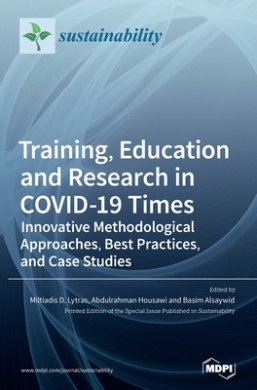 sustainability
Training, Education
and Research in
COVID-19 Times
Innovative Methodological
Approaches, Best Practices,
and Case Studies
Edited by
Miltiadis D. Lytras, Abdulrahman Housawi and Basim Alsaywid
Printed Edition of the Special Issue Published in Sustainability
www.mdpi.com/journal/sustainability
MDPI